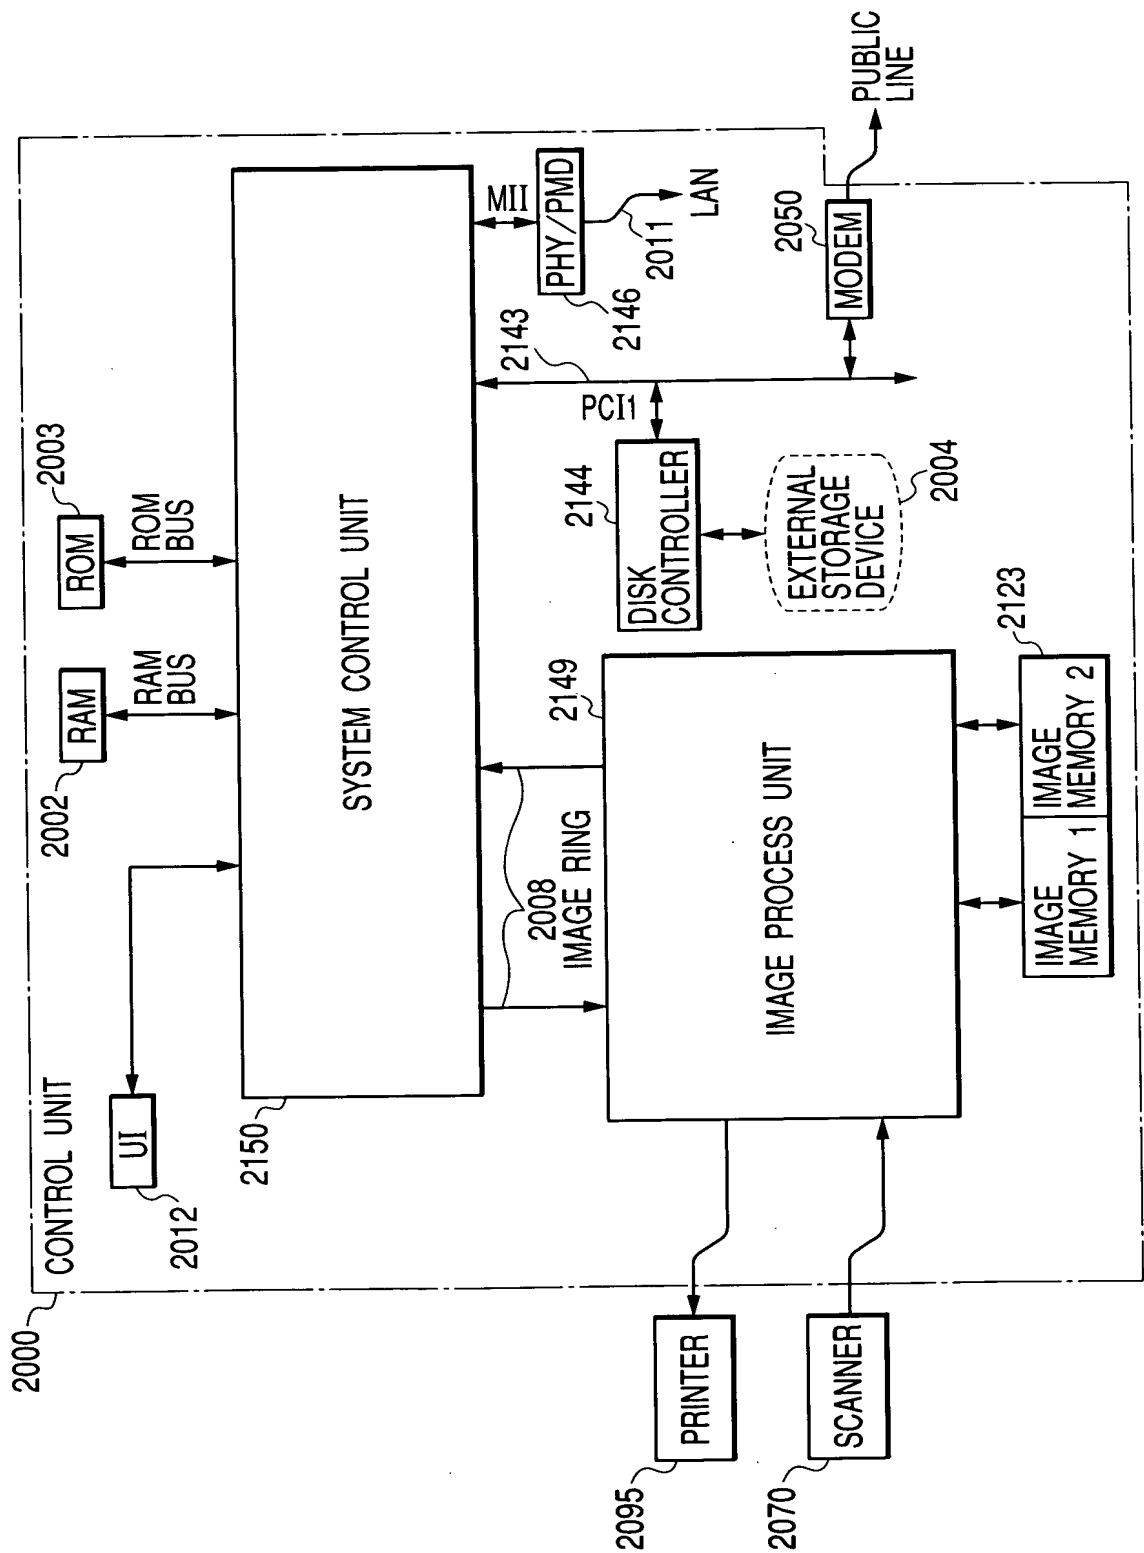 2000
CONTROL UNIT
2012
UI
2002
RAM
RAM
BUS
2003
ROM
ROM
BUS
2150
SYSTEM CONTROL UNIT
MII
PHY/PMD
2146
2011
LAN
2143
PCI1
2008
IMAGE RING
2149
IMAGE PROCESS UNIT
2144
DISK
CONTROLLER
EXTERNAL
STORAGE
DEVICE
2004
2050
MODEM
PUBLIC
LINE
2095
PRINTER
2070
SCANNER
IMAGE
MEMORY 1
IMAGE
MEMORY 2
2123